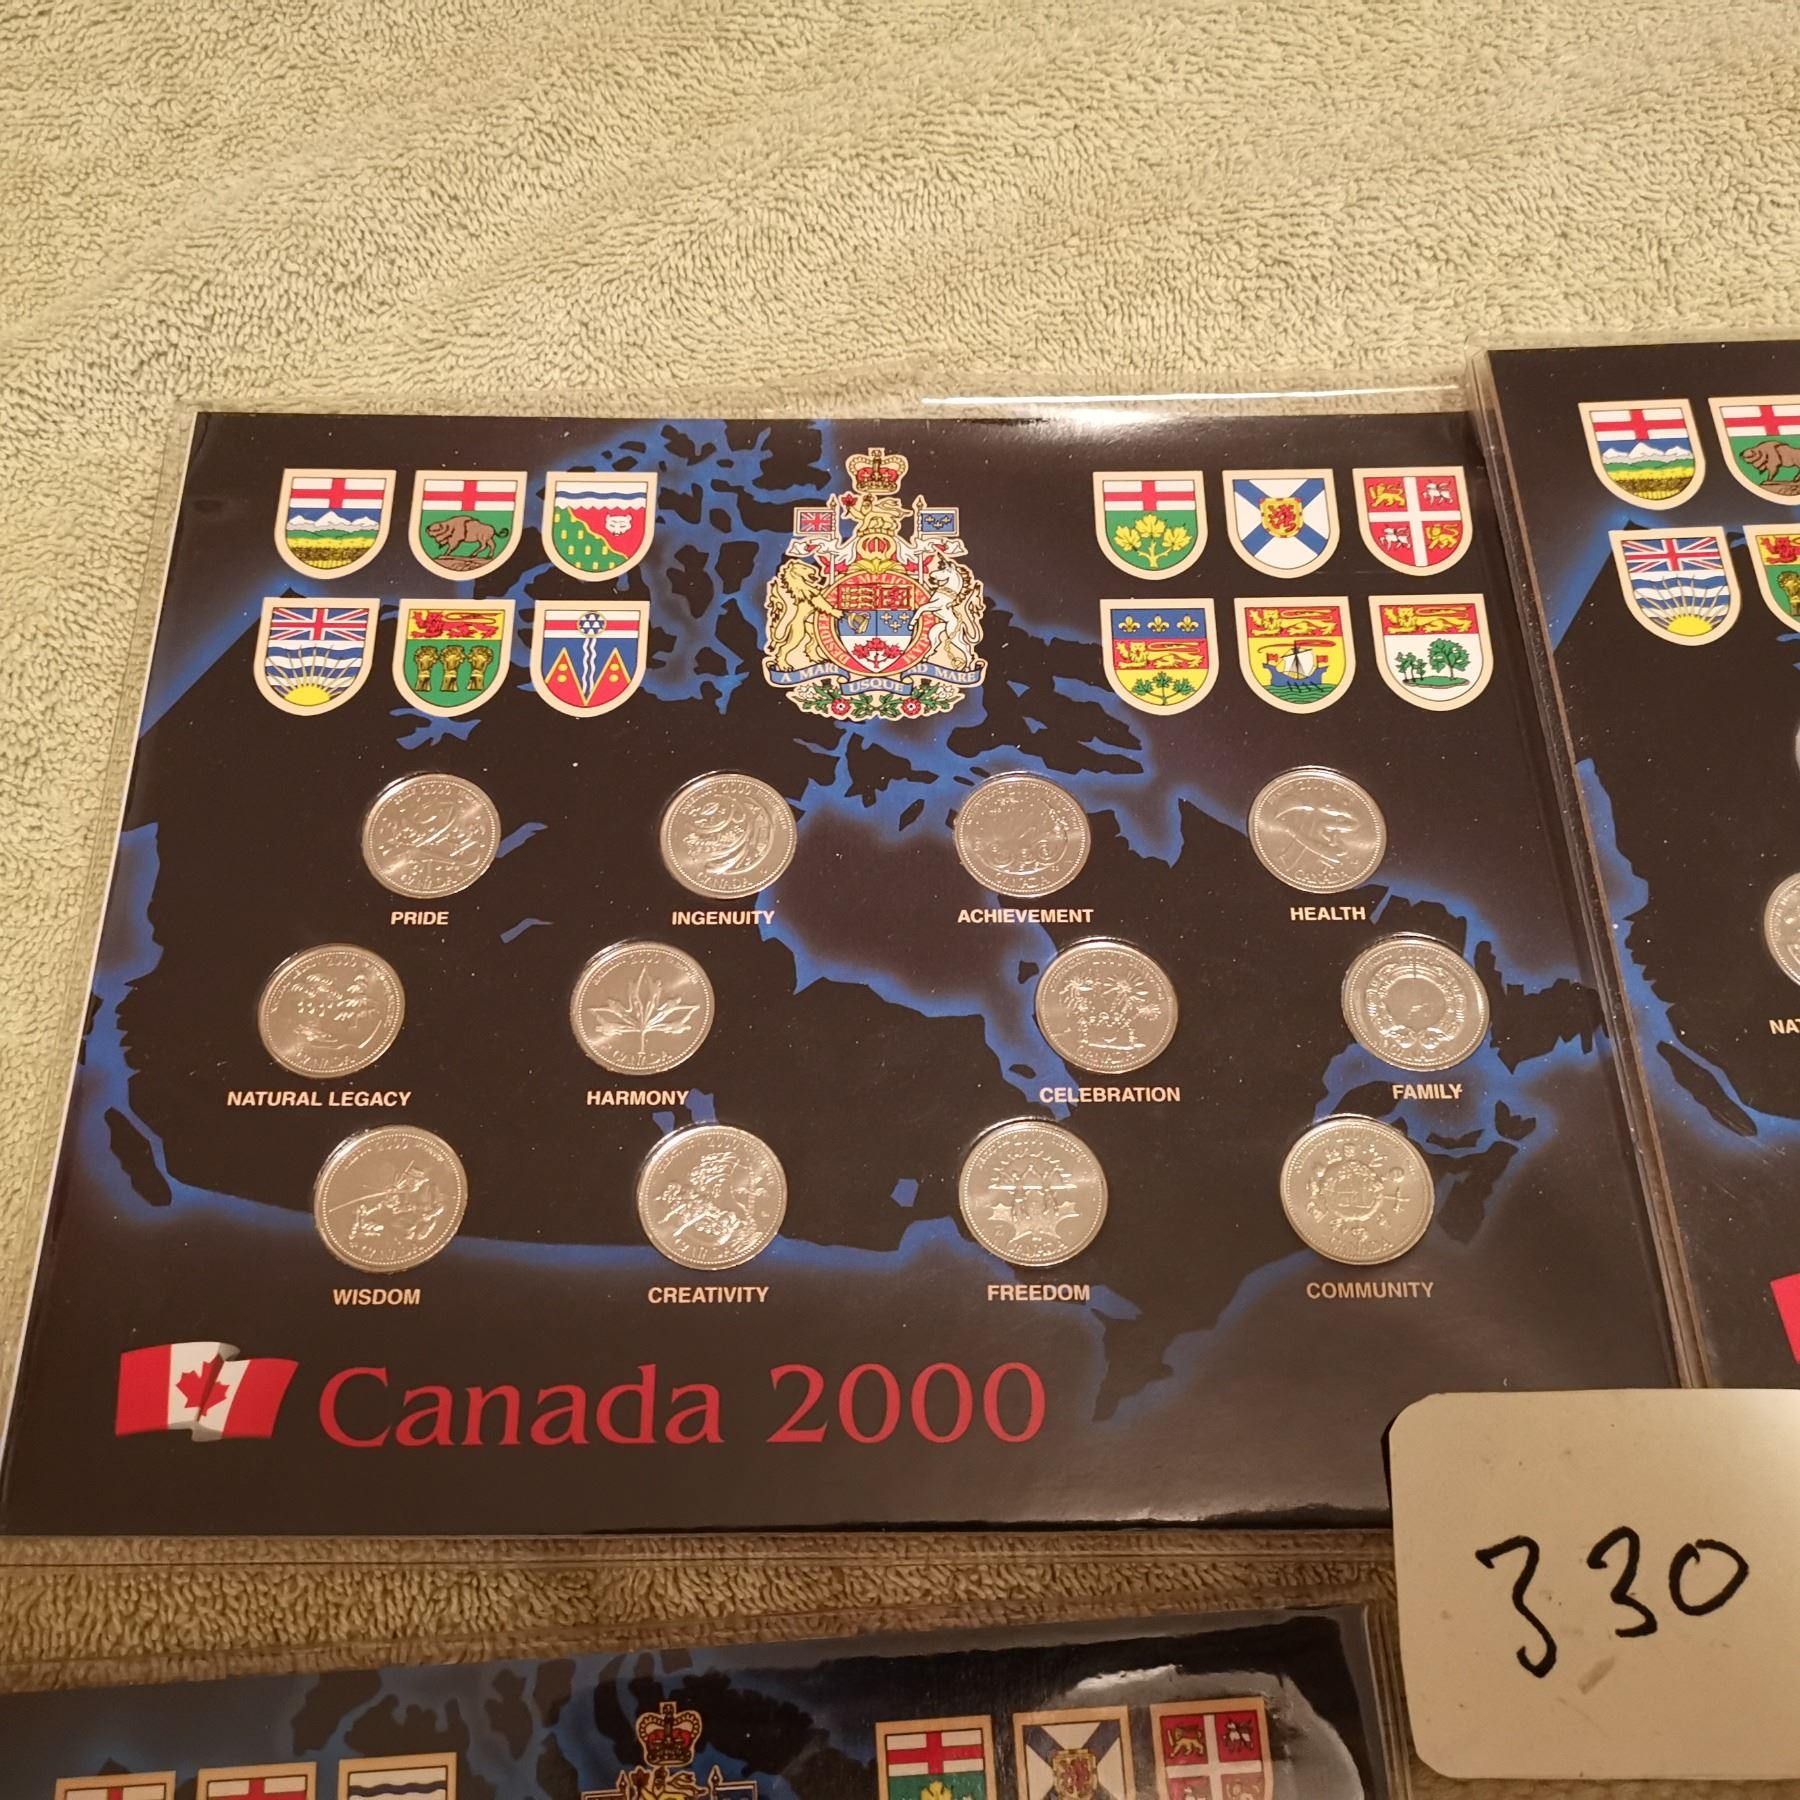 A MARI USQUE AD MARE
PRIDE INGENUITY ACHIEVEMENT HEALTH
NATURAL LEGACY HARMONY CELEBRATION FAMILY
WISDOM CREATIVITY FREEDOM COMMUNITY
Canada 2000
NAT
330